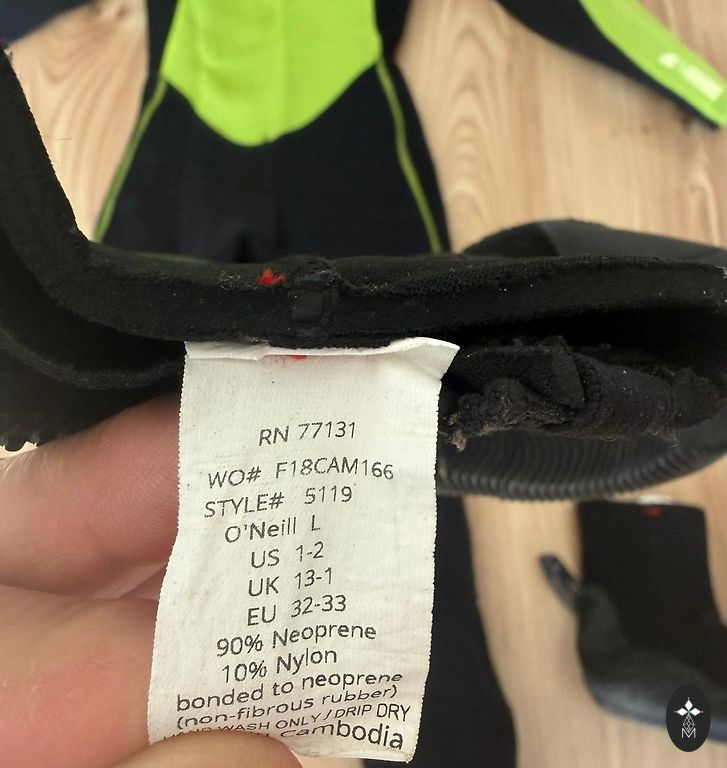 RN 77131
WO# F18CAM166
STYLE# 5119
O'Neill L
US 1-2
UK 13-1
EU 32-33
90% Neoprene
10% Nylon
bonded to neoprene
(non-fibrous rubber)
HAND WASH ONLY / DRIP DRY
Cambodia
M